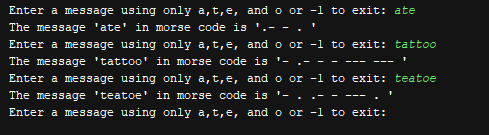 Enter a message using only a,t,e, and o or -1 to exit: ate
The message 'ate' in morse code is '.- - . '
Enter a message using only a,t,e, and o or -1 to exit: tattoo
The message 'tattoo' in morse code is '- .- - - --- --- '
Enter a message using only a,t,e, and o or -1 to exit: teatoe
The message 'teatoe' in morse code is '- . .- - --- . '
Enter a message using only a,t,e, and o or -1 to exit: